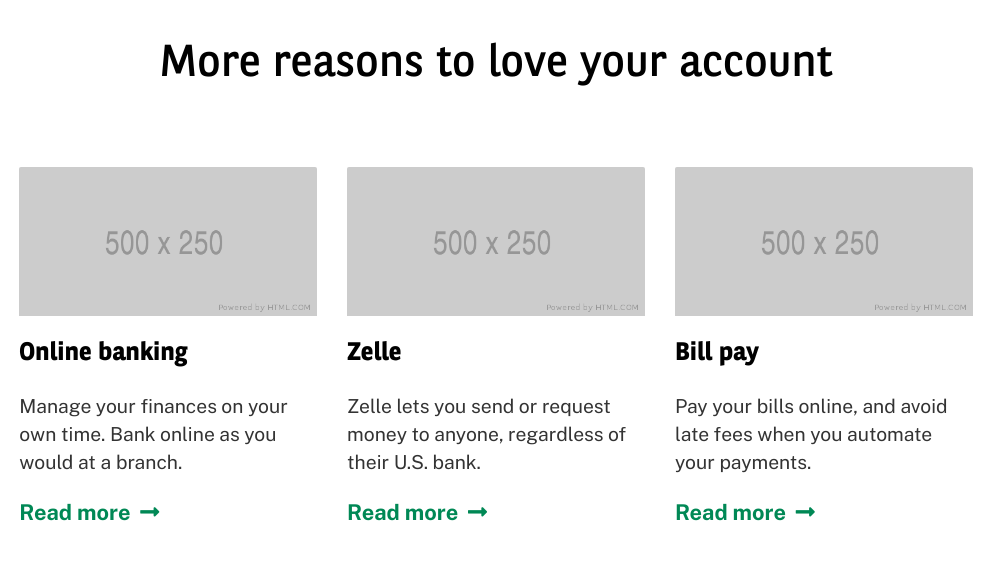 More reasons to love your account
500 x 250
Powered by HTML.COM
500 x 250
Powered by HTML.COM
500 x 250
Powered by HTML.COM
Online banking
Manage your finances on your
own time. Bank online as you
would at a branch.
Read more
Zelle
Zelle lets you send or request
money to anyone, regardless of
their U.S. bank.
Read more
Bill pay
Pay your bills online, and avoid
late fees when you automate
your payments.
Read more